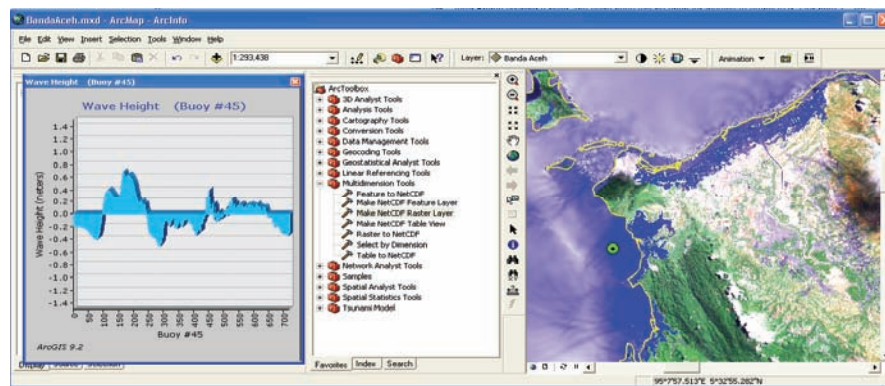 BandaAceh.mxd - ArcMap - ArcInfo
File Edit View Insert Selection Tools Window Help
1:293,438
Layer: Banda Aceh
Animation
Wave Height (Buoy #45)
Wave Height (Buoy #45)
Wave Height (meters)
1.4
1.2
1.0
0.8
0.6
0.4
0.2
0.0
-0.2
-0.4
-0.6
-0.8
-1.0
-1.2
-1.4
0 50 100 150 200 250 300 350 400 450 500 550 600 650 700
Buoy #45
ArcGIS 9.2
Display Source Selection
ArcToolbox
3D Analyst Tools
Analysis Tools
Cartography Tools
Conversion Tools
Data Management Tools
Geocoding Tools
Geostatistical Analyst Tools
Linear Referencing Tools
Multidimension Tools
Feature to NetCDF
Make NetCDF Feature Layer
Make NetCDF Raster Layer
Make NetCDF Table View
Raster to NetCDF
Select by Dimension
Table to NetCDF
Network Analyst Tools
Samples
Spatial Analyst Tools
Spatial Statistics Tools
Tsunami Model
Favorites Index Search
95°7'57.513"E 5°32'55.282"N